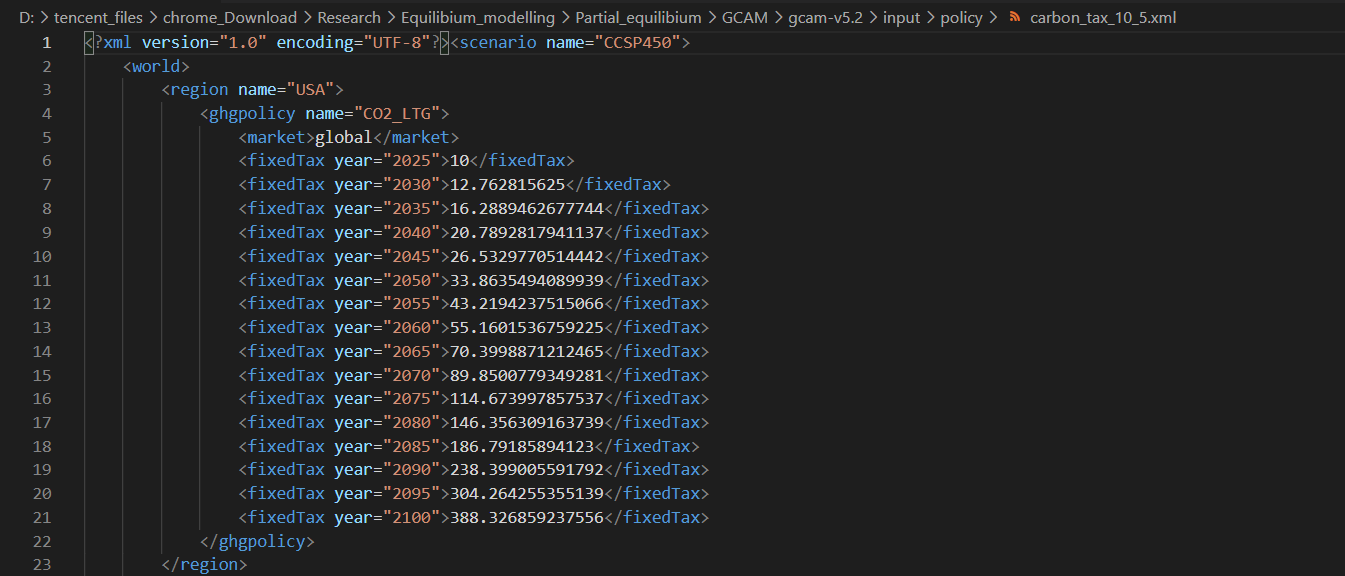 D: > tencent_files > chrome_Download > Research > Equilibium_modelling > Partial_equilibium > GCAM > gcam-v5.2 > input > policy > carbon_tax_10_5.xml
1 <?xml version="1.0" encoding="UTF-8"?><scenario name="CCSP450">
2 <world>
3 <region name="USA">
4 <ghgpolicy name="CO2_LTG">
5 <market>global</market>
6 <fixedTax year="2025">10</fixedTax>
7 <fixedTax year="2030">12.762815625</fixedTax>
8 <fixedTax year="2035">16.2889462677744</fixedTax>
9 <fixedTax year="2040">20.7892817941137</fixedTax>
10 <fixedTax year="2045">26.5329770514442</fixedTax>
11 <fixedTax year="2050">33.8635494089939</fixedTax>
12 <fixedTax year="2055">43.2194237515066</fixedTax>
13 <fixedTax year="2060">55.1601536759225</fixedTax>
14 <fixedTax year="2065">70.3998871212465</fixedTax>
15 <fixedTax year="2070">89.8500779349281</fixedTax>
16 <fixedTax year="2075">114.673997857537</fixedTax>
17 <fixedTax year="2080">146.356309163739</fixedTax>
18 <fixedTax year="2085">186.79185894123</fixedTax>
19 <fixedTax year="2090">238.399005591792</fixedTax>
20 <fixedTax year="2095">304.264255355139</fixedTax>
21 <fixedTax year="2100">388.326859237556</fixedTax>
22 </ghgpolicy>
23 </region>